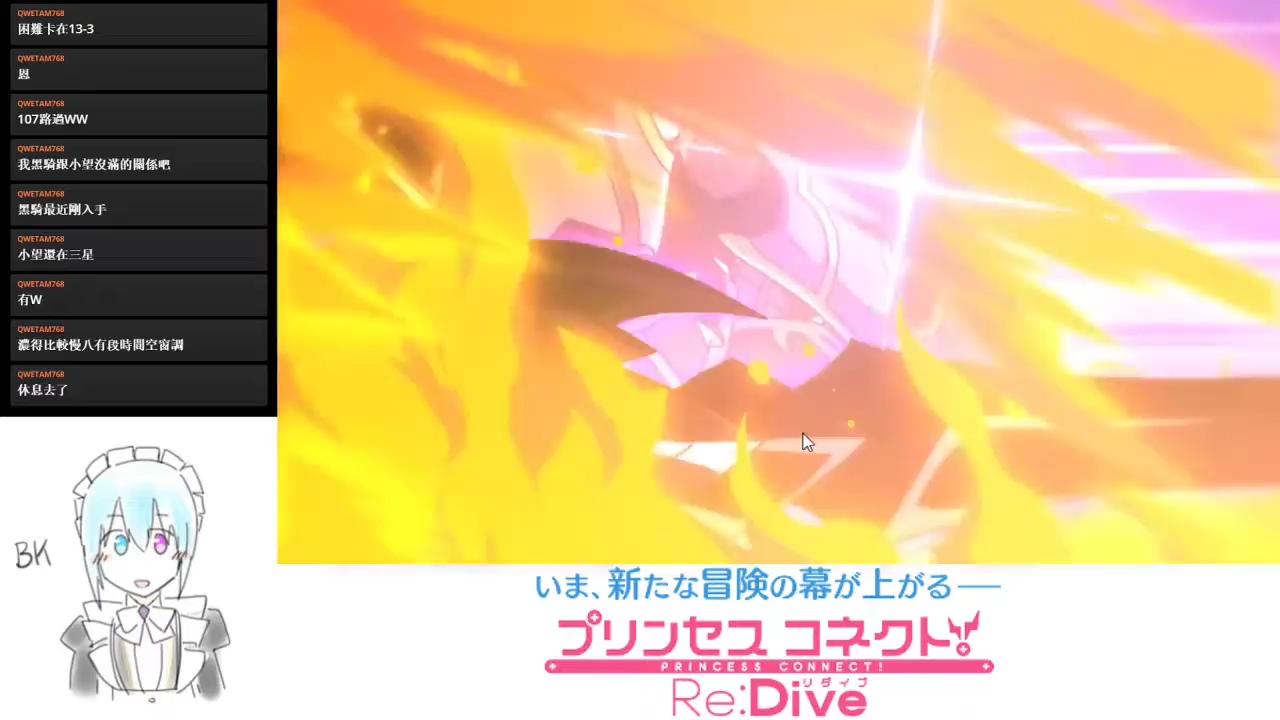 QWETAM768
困難卡在13-3
QWETAM768
恩
QWETAM768
107路過WW
QWETAM768
我黑騎跟小望沒滿的關係吧
QWETAM768
黑騎最近剛入手
QWETAM768
小望還在三星
QWETAM768
有W
QWETAM768
濃得比較慢八有段時間空窗調
QWETAM768
休息去了
BK
いま、新たな冒険の幕が上がる──
プリンセス コネクト!
PRINCESS CONNECT!
リダイブ
Re:Dive